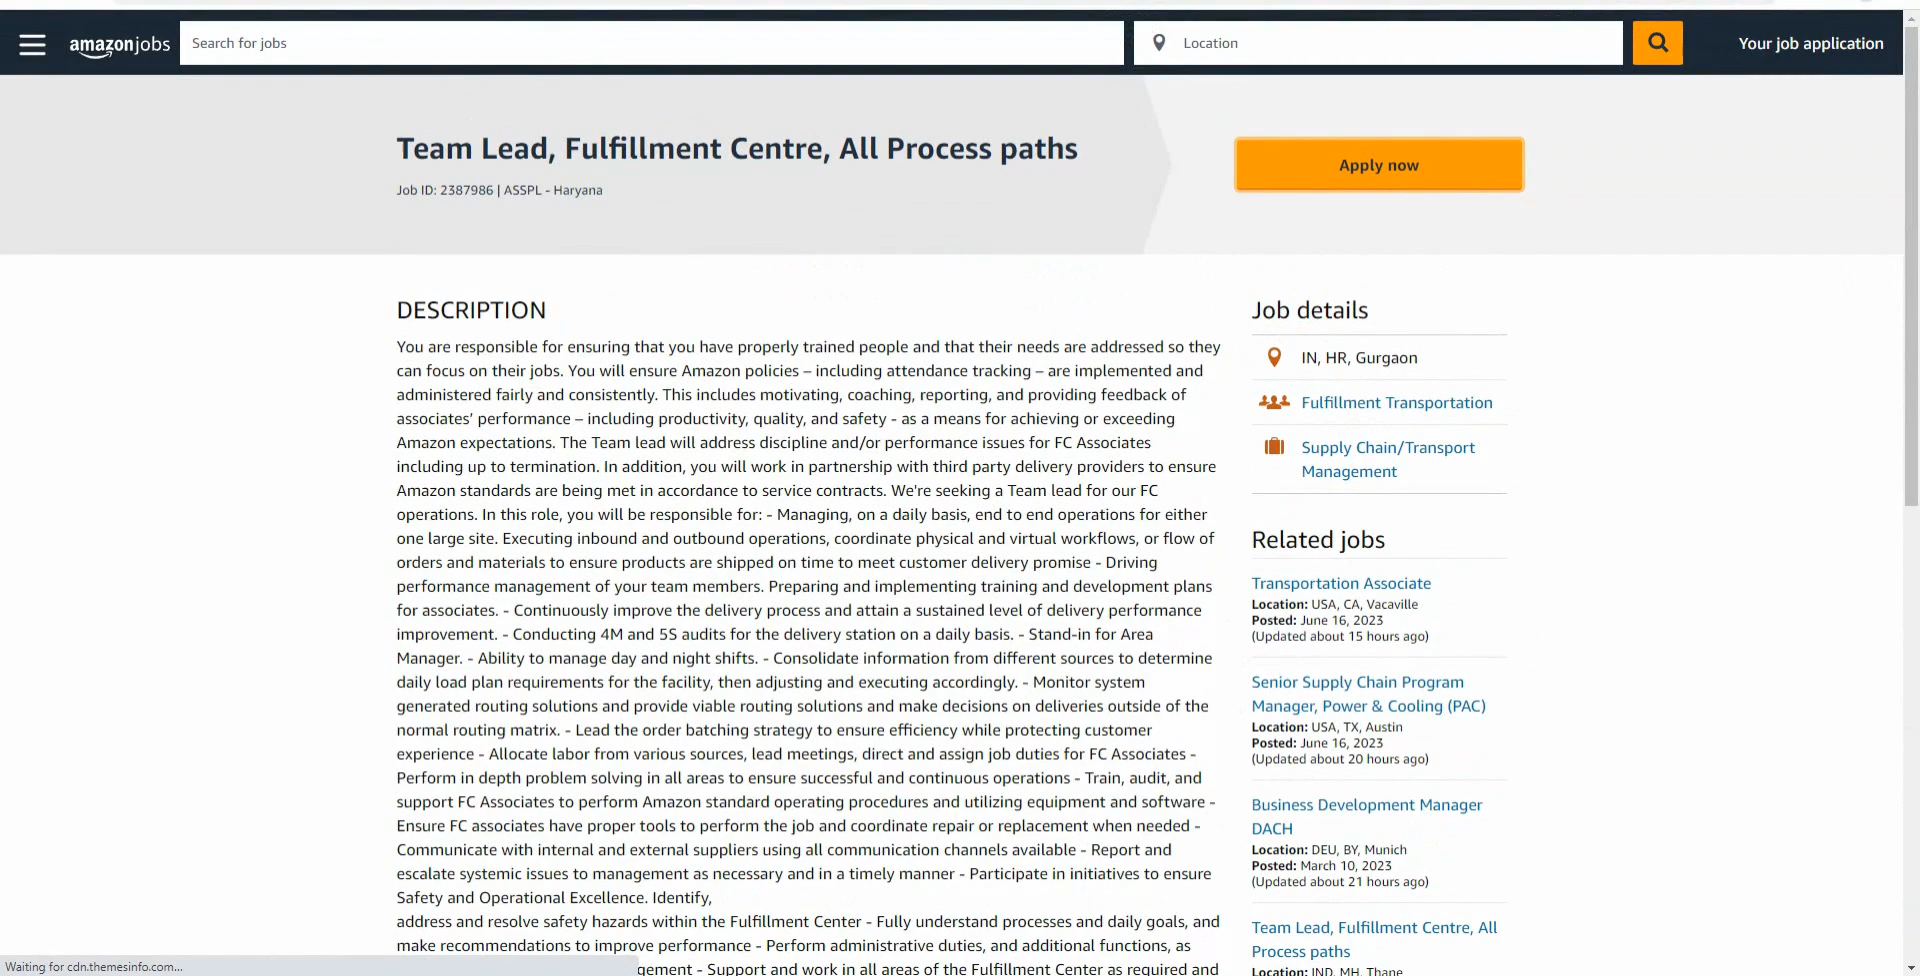 amazonjobs
Search for jobs
Location
Your job application
Team Lead, Fulfillment Centre, All Process paths
Job ID: 2387986 | ASSPL - Haryana
Apply now
DESCRIPTION
You are responsible for ensuring that you have properly trained people and that their needs are addressed so they
can focus on their jobs. You will ensure Amazon policies – including attendance tracking – are implemented and
administered fairly and consistently. This includes motivating, coaching, reporting, and providing feedback of
associates’ performance – including productivity, quality, and safety - as a means for achieving or exceeding
Amazon expectations. The Team lead will address discipline and/or performance issues for FC Associates
including up to termination. In addition, you will work in partnership with third party delivery providers to ensure
Amazon standards are being met in accordance to service contracts. We're seeking a Team lead for our FC
operations. In this role, you will be responsible for: - Managing, on a daily basis, end to end operations for either
one large site. Executing inbound and outbound operations, coordinate physical and virtual workflows, or flow of
orders and materials to ensure products are shipped on time to meet customer delivery promise - Driving
performance management of your team members. Preparing and implementing training and development plans
for associates. - Continuously improve the delivery process and attain a sustained level of delivery performance
improvement. - Conducting 4M and 5S audits for the delivery station on a daily basis. - Stand-in for Area
Manager. - Ability to manage day and night shifts. - Consolidate information from different sources to determine
daily load plan requirements for the facility, then adjusting and executing accordingly. - Monitor system
generated routing solutions and provide viable routing solutions and make decisions on deliveries outside of the
normal routing matrix. - Lead the order batching strategy to ensure efficiency while protecting customer
experience - Allocate labor from various sources, lead meetings, direct and assign job duties for FC Associates -
Perform in depth problem solving in all areas to ensure successful and continuous operations - Train, audit, and
support FC Associates to perform Amazon standard operating procedures and utilizing equipment and software -
Ensure FC associates have proper tools to perform the job and coordinate repair or replacement when needed -
Communicate with internal and external suppliers using all communication channels available - Report and
escalate systemic issues to management as necessary and in a timely manner - Participate in initiatives to ensure
Safety and Operational Excellence. Identify,
address and resolve safety hazards within the Fulfillment Center - Fully understand processes and daily goals, and
make recommendations to improve performance - Perform administrative duties, and additional functions, as
gement - Support and work in all areas of the Fulfillment Center as required and
Job details
IN, HR, Gurgaon
Fulfillment Transportation
Supply Chain/Transport
Management
Related jobs
Transportation Associate
Location: USA, CA, Vacaville
Posted: June 16, 2023
(Updated about 15 hours ago)
Senior Supply Chain Program
Manager, Power & Cooling (PAC)
Location: USA, TX, Austin
Posted: June 16, 2023
(Updated about 20 hours ago)
Business Development Manager
DACH
Location: DEU, BY, Munich
Posted: March 10, 2023
(Updated about 21 hours ago)
Team Lead, Fulfillment Centre, All
Process paths
Location: IND, MH, Thane
Waiting for cdn.themesinfo.com...